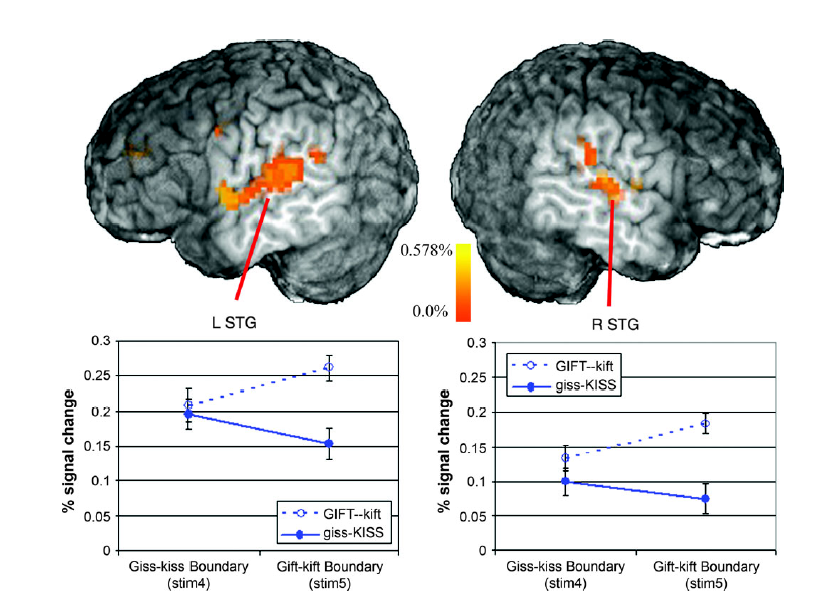 0.578%
0.0%
L STG
R STG
0.3
0.25
0.2
0.15
0.1
0.05
0
% signal change
GIFT--kift
giss-KISS
Giss-kiss Boundary
(stim4)
Gift-kift Boundary
(stim5)
0.3
0.25
0.2
0.15
0.1
0.05
0
% signal change
GIFT--kift
giss-KISS
Giss-kiss Boundary
(stim4)
Gift-kift Boundary
(stim5)